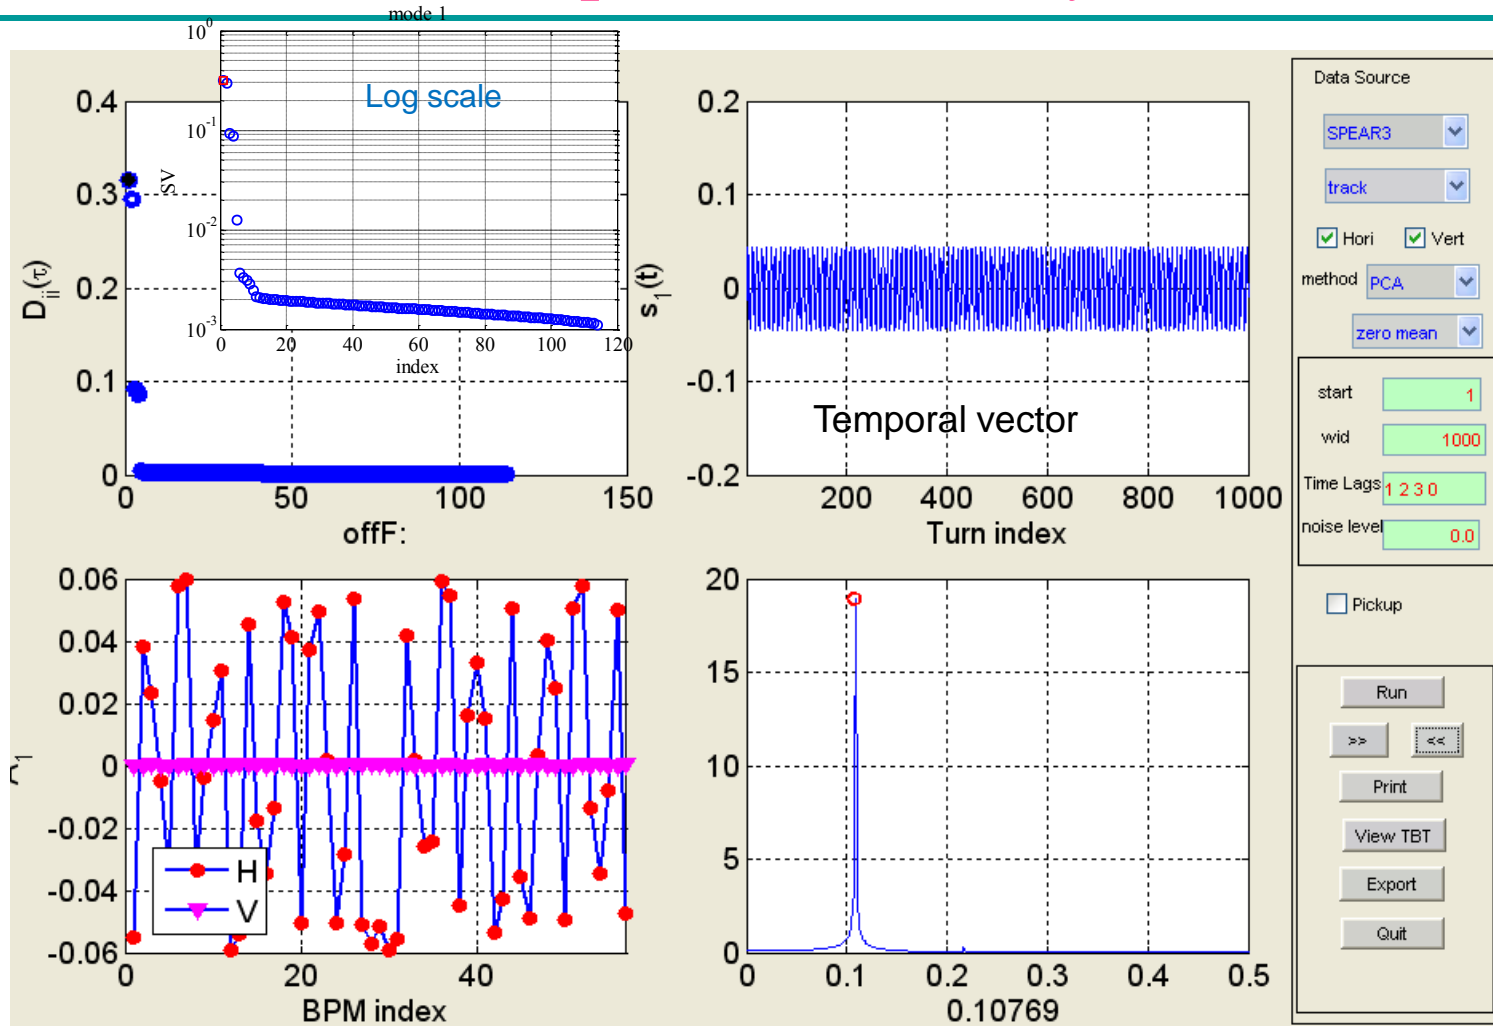 mode 1
10^0
10^-1
10^-2
10^-3
SV
Log scale
0 20 40 60 80 100 120
index
0.4
0.3
0.2
0.1
0
D_ii(τ)
0 50 100 150
offF:
0.2
0.1
0
-0.1
-0.2
s_1(t)
Temporal vector
200 400 600 800 1000
Turn index
0.06
0.04
0.02
0
-0.02
-0.04
-0.06
H
V
0 20 40
BPM index
20
15
10
5
0
0 0.1 0.2 0.3 0.4 0.5
0.10769
Data Source
SPEAR3
track
Hori Vert
method PCA
zero mean
start 1
wid 1000
Time Lags 1 2 3 0
noise level 0.0
Pickup
Run
>> <<
Print
View TBT
Export
Quit